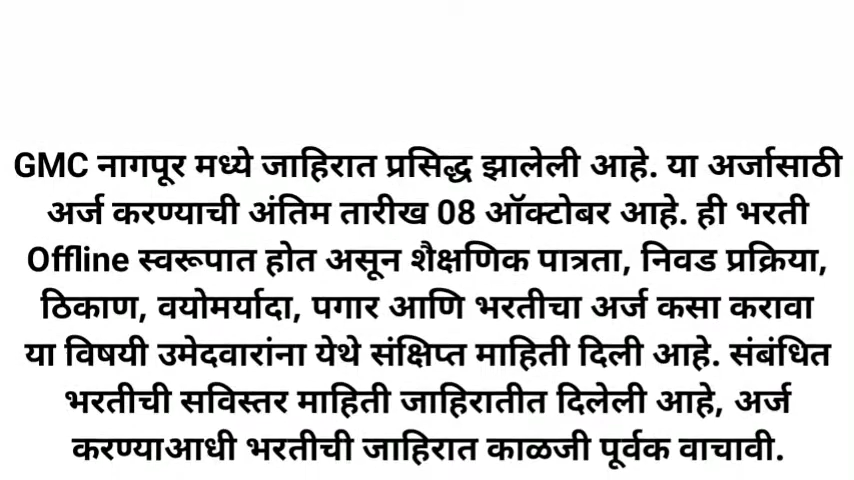 GMC नागपूर मध्ये जाहिरात प्रसिद्ध झालेली आहे. या अर्जासाठी
अर्ज करण्याची अंतिम तारीख 08 ऑक्टोबर आहे. ही भरती
Offline स्वरूपात होत असून शैक्षणिक पात्रता, निवड प्रक्रिया,
ठिकाण, वयोमर्यादा, पगार आणि भरतीचा अर्ज कसा करावा
या विषयी उमेदवारांना येथे संक्षिप्त माहिती दिली आहे. संबंधित
भरतीची सविस्तर माहिती जाहिरातीत दिलेली आहे, अर्ज
करण्याआधी भरतीची जाहिरात काळजी पूर्वक वाचावी.